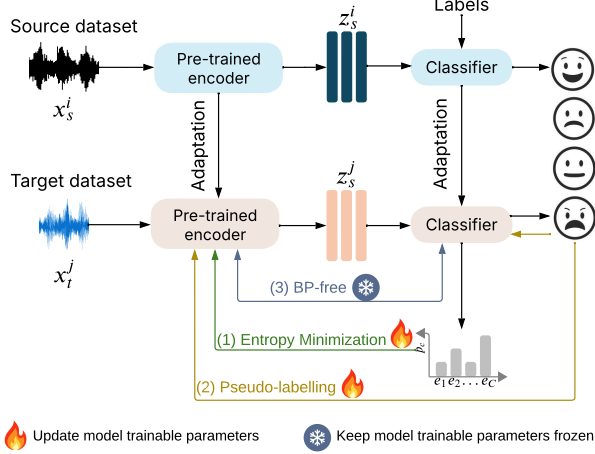 Source dataset
Labels
z_s^i
Pre-trained
encoder
Classifier
x_s^i
Adaptation
Adaptation
Target dataset
z_s^j
Pre-trained
encoder
Classifier
x_t^j
(3) BP-free
(1) Entropy Minimization
p_c
e_1 e_2 ... e_C
(2) Pseudo-labelling
Update model trainable parameters
Keep model trainable parameters frozen